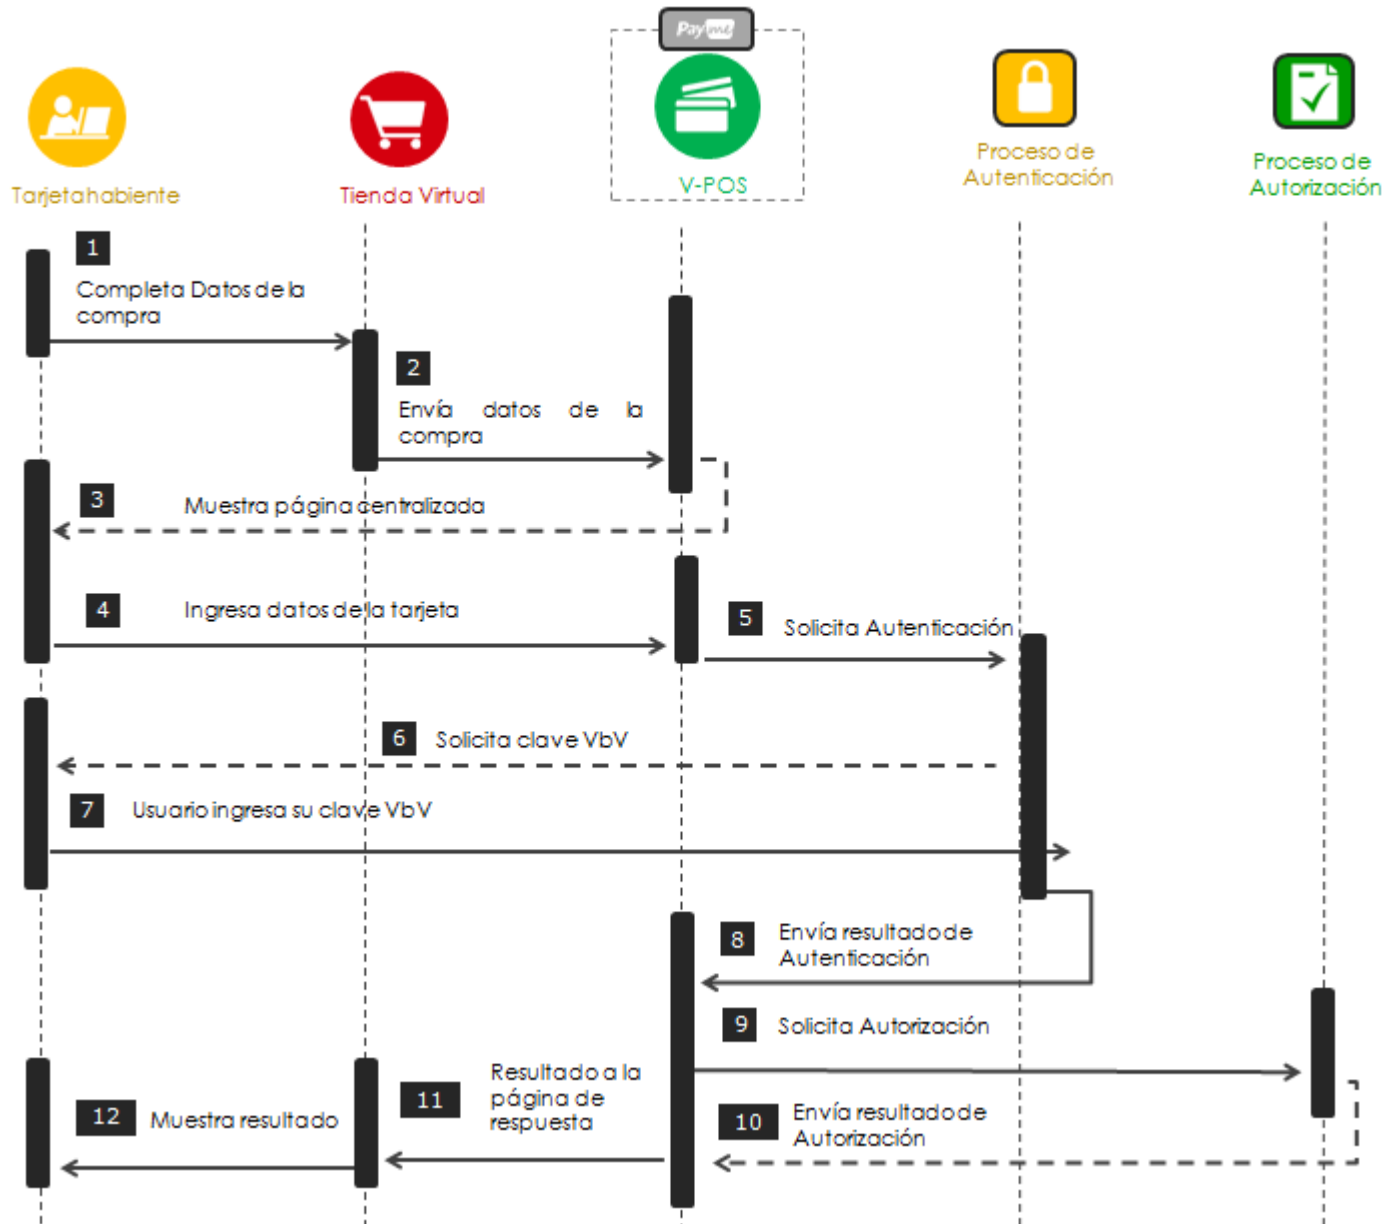 Pay me
Tarjetahabiente
Tienda Virtual
V-POS
Proceso de
Autenticación
Proceso de
Autorización
1
Completa Datos de la
compra
2
Envía datos de la
compra
3
Muestra página centralizada
4
Ingresa datos de la tarjeta
5
Solicita Autenticación
6
Solicita clave VbV
7
Usuario ingresa su clave VbV
8
Envía resultado de
Autenticación
9
Solicita Autorización
10
Envía resultado de
Autorización
11
Resultado a la
página de
respuesta
12
Muestra resultado